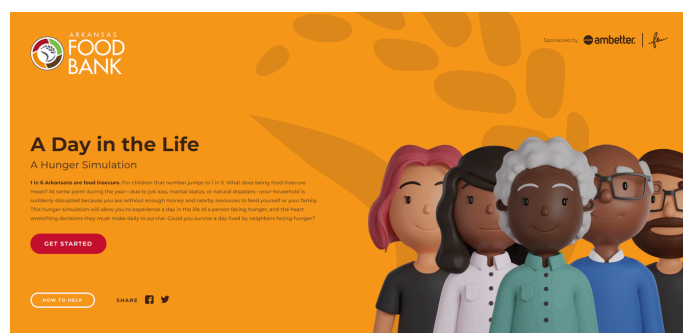 ARKANSAS
FOOD
BANK
Sponsored by ambetter.
A Day in the Life
A Hunger Simulation
1 in 6 Arkansans are food insecure. For children that number jumps to 1 in 5. What does being food insecure
mean? At some point during the year—due to job loss, marital status, or natural disasters—your household is
suddenly disrupted because you are without enough money and nearby resources to feed yourself or your family.
This hunger simulation will allow you to experience a day in the life of a person facing hunger, and the heart
wrenching decisions they must make daily to survive. Could you survive a day lived by neighbors facing hunger?
GET STARTED
HOW TO HELP
SHARE